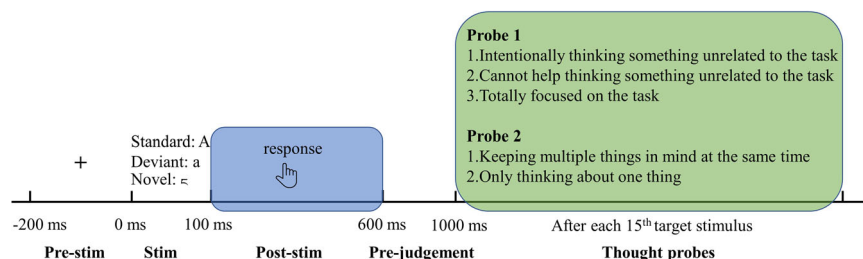 Probe 1
1.Intentionally thinking something unrelated to the task
2.Cannot help thinking something unrelated to the task
3.Totally focused on the task
Probe 2
1.Keeping multiple things in mind at the same time
2.Only thinking about one thing
Standard: A
Deviant: a
Novel:
response
+
-200 ms
0 ms
100 ms
600 ms
1000 ms
After each 15th target stimulus
Pre-stim
Stim
Post-stim
Pre-judgement
Thought probes